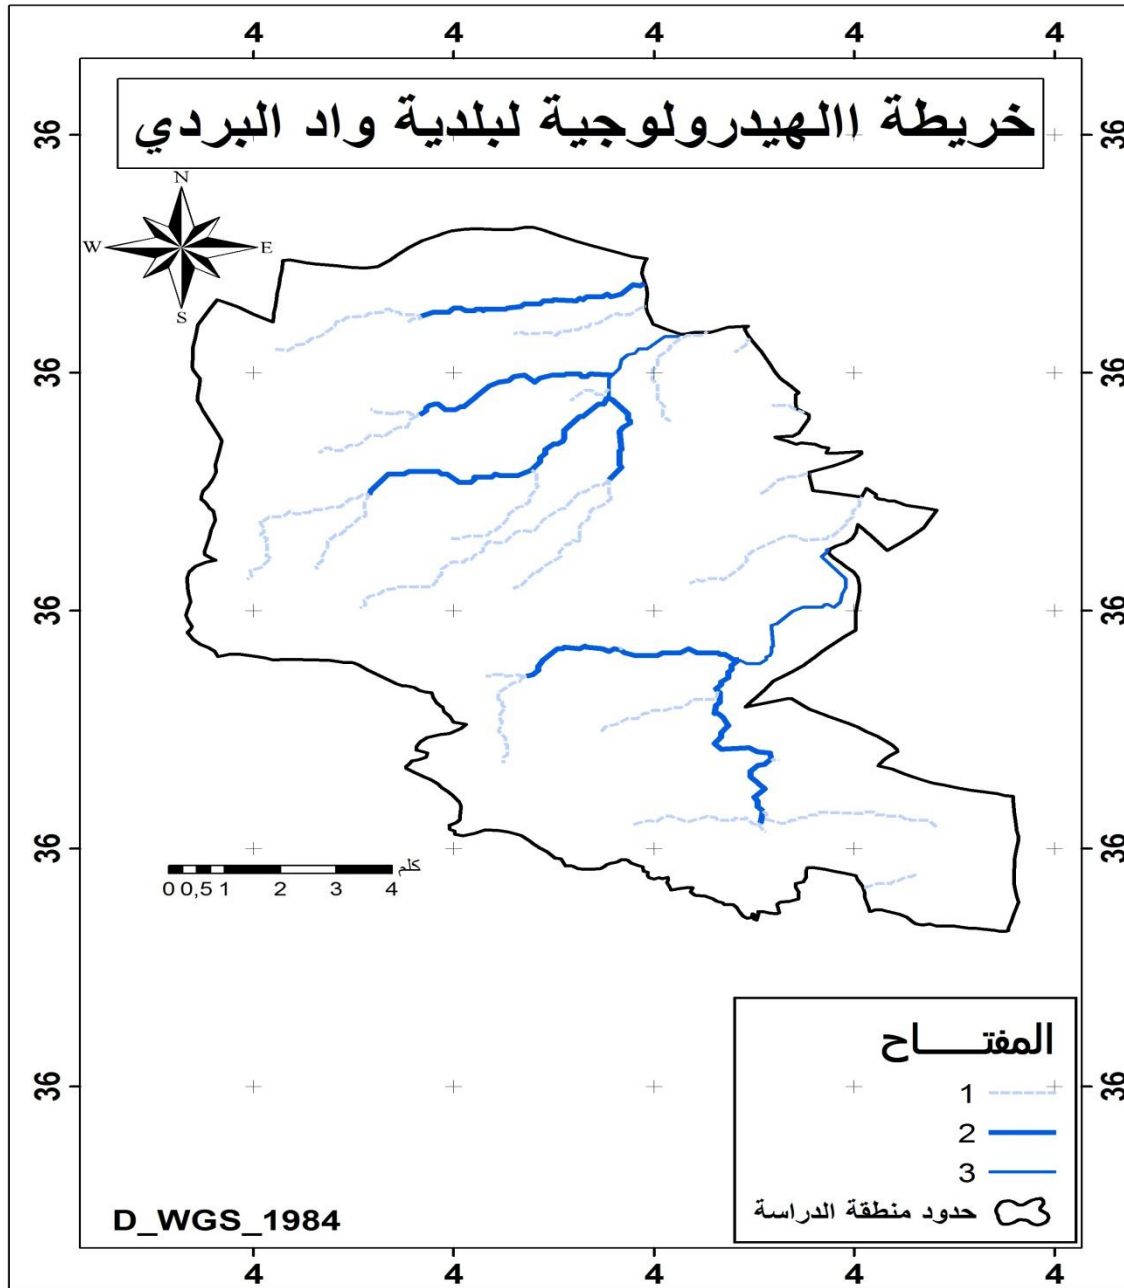 4 4 4 4 4
خريطة االهيدرولوجية لبلدية واد البردي
N
W E
S
36 36
36 36
36 36
36 36
36 36
كلم
0 0,5 1 2 3 4
المفتـــــاح
1
2
3
حدود منطقة الدراسة
D_WGS_1984
4 4 4 4 4